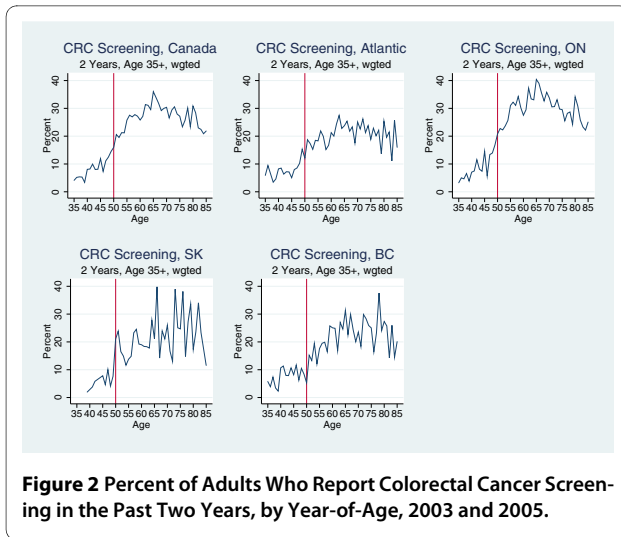 CRC Screening, Canada
2 Years, Age 35+, wgted
Percent
40
30
20
10
0
35 40 45 50 55 60 65 70 75 80 85
Age
CRC Screening, Atlantic
2 Years, Age 35+, wgted
Percent
40
30
20
10
0
35 40 45 50 55 60 65 70 75 80 85
Age
CRC Screening, ON
2 Years, Age 35+, wgted
Percent
40
30
20
10
0
35 40 45 50 55 60 65 70 75 80 85
Age
CRC Screening, SK
2 Years, Age 35+, wgted
Percent
40
30
20
10
0
35 40 45 50 55 60 65 70 75 80 85
Age
CRC Screening, BC
2 Years, Age 35+, wgted
Percent
40
30
20
10
0
35 40 45 50 55 60 65 70 75 80 85
Age
Figure 2 Percent of Adults Who Report Colorectal Cancer Screen-
ing in the Past Two Years, by Year-of-Age, 2003 and 2005.